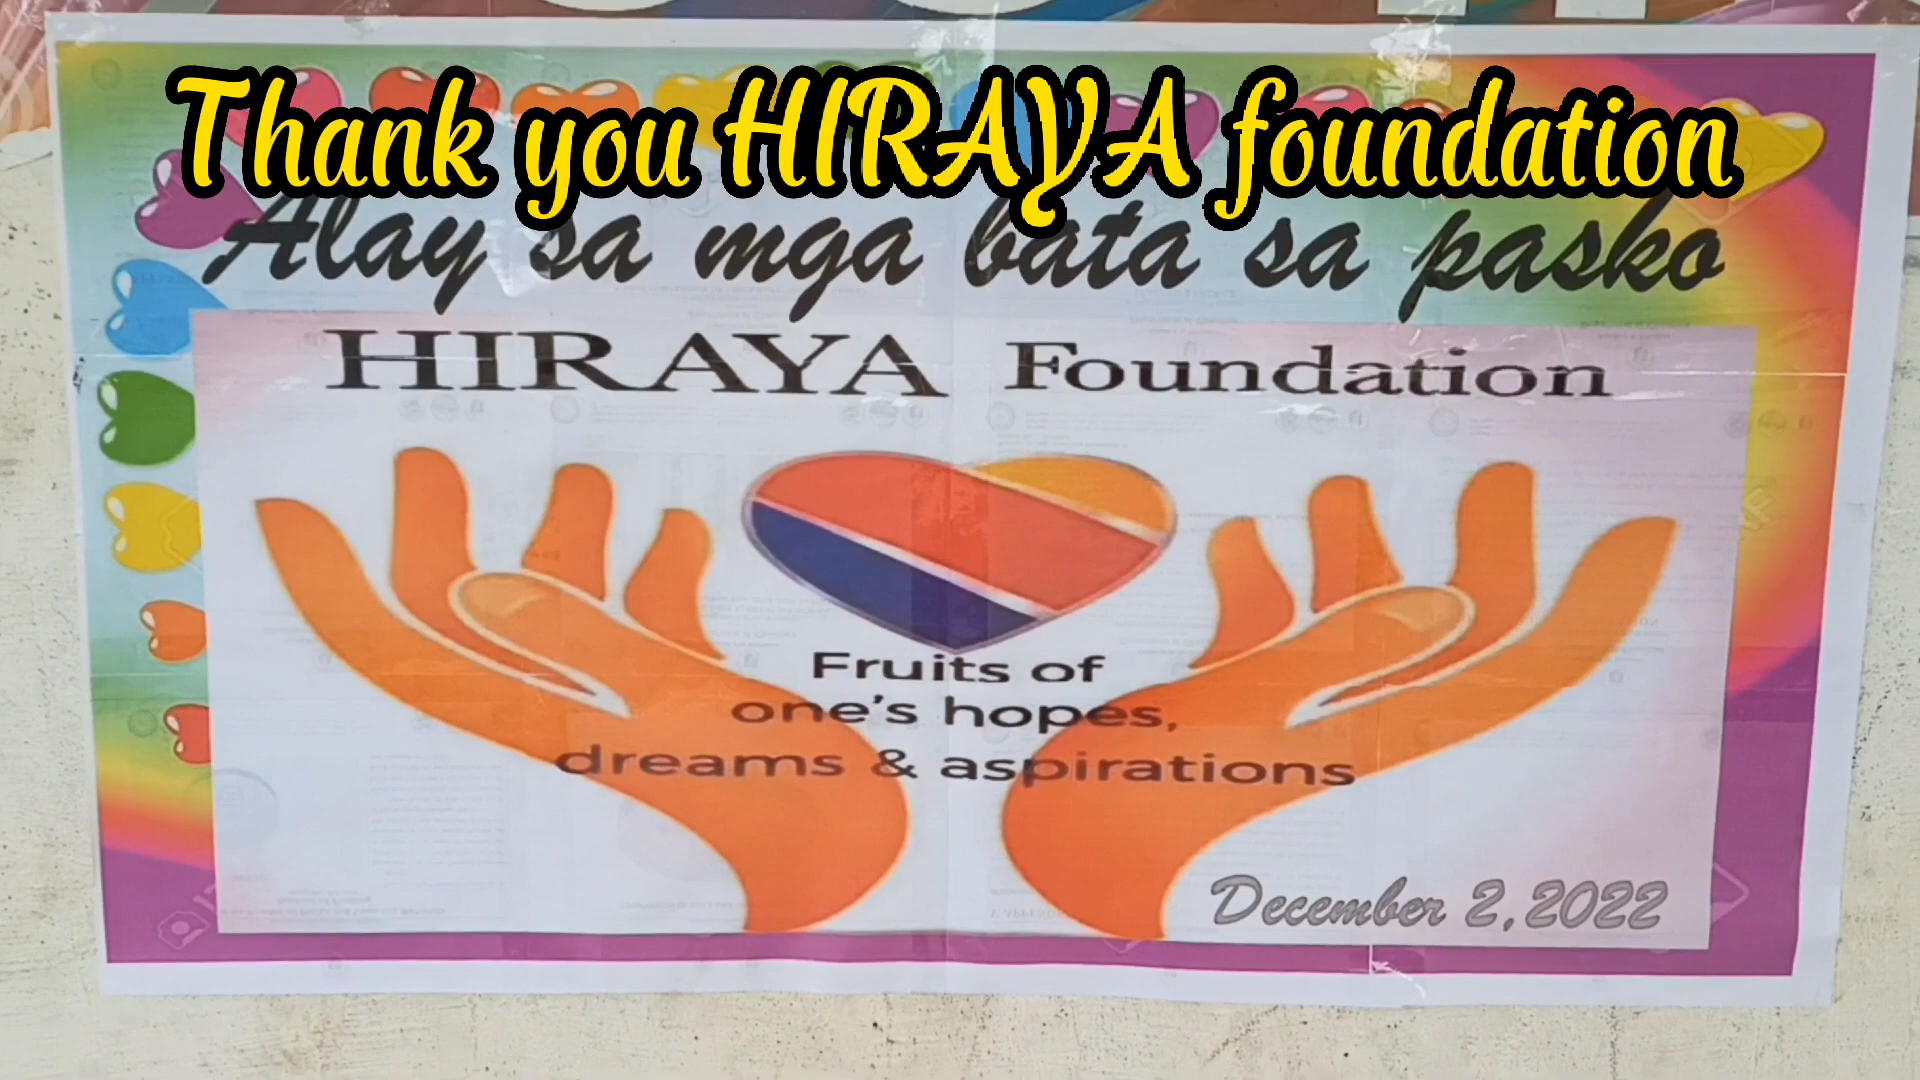 Thank you HIRAYA foundation
Alay sa mga bata sa pasko
HIRAYA Foundation
Fruits of
one's hopes,
dreams & aspirations
December 2, 2022